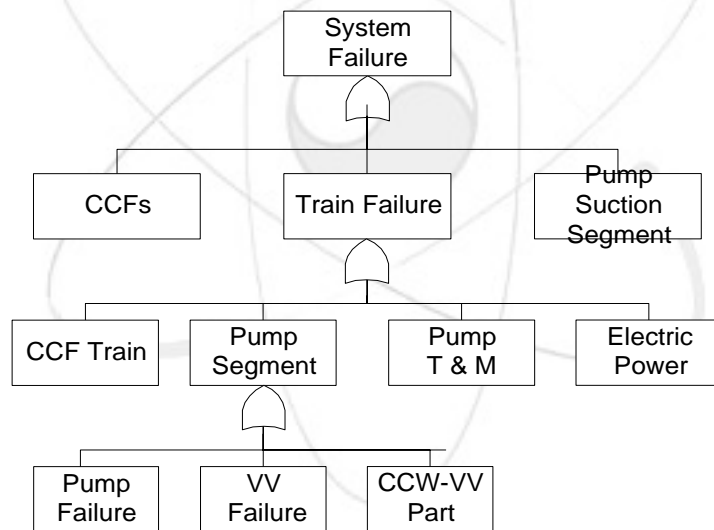 System
Failure
CCFs
Train Failure
Pump
Suction
Segment
CCF Train
Pump
Segment
Pump
T & M
Electric
Power
Pump
Failure
VV
Failure
CCW-VV
Part